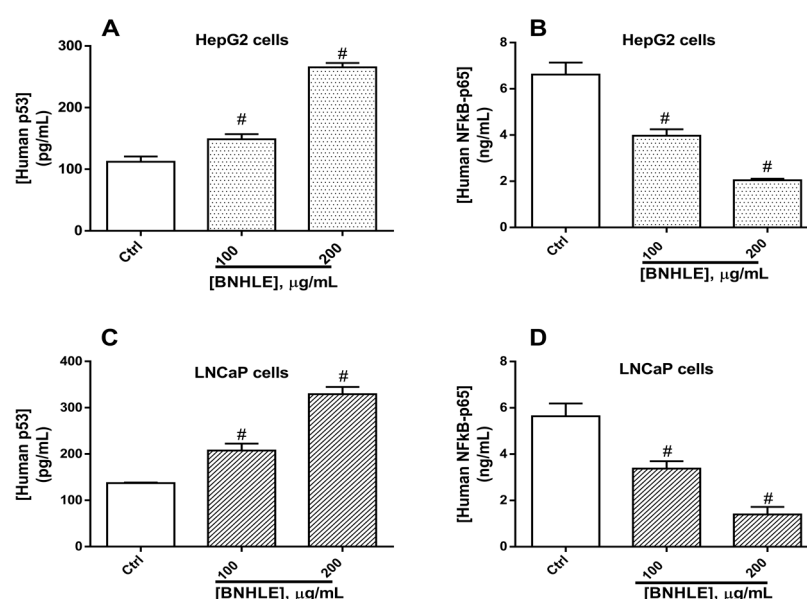 A
HepG2 cells
[Human p53]
(pg/mL)
300
200
100
0
#
#
Ctrl
100
200
[BNHLE], μg/mL
B
HepG2 cells
[Human NFkB-p65]
(ng/mL)
8
6
4
2
0
#
#
Ctrl
100
200
[BNHLE], μg/mL
C
LNCaP cells
[Human p53]
(pg/mL)
400
300
200
100
0
#
#
Ctrl
100
200
[BNHLE], μg/mL
D
LNCaP cells
[Human NFkB-p65]
(ng/mL)
8
6
4
2
0
#
#
Ctrl
100
200
[BNHLE], μg/mL